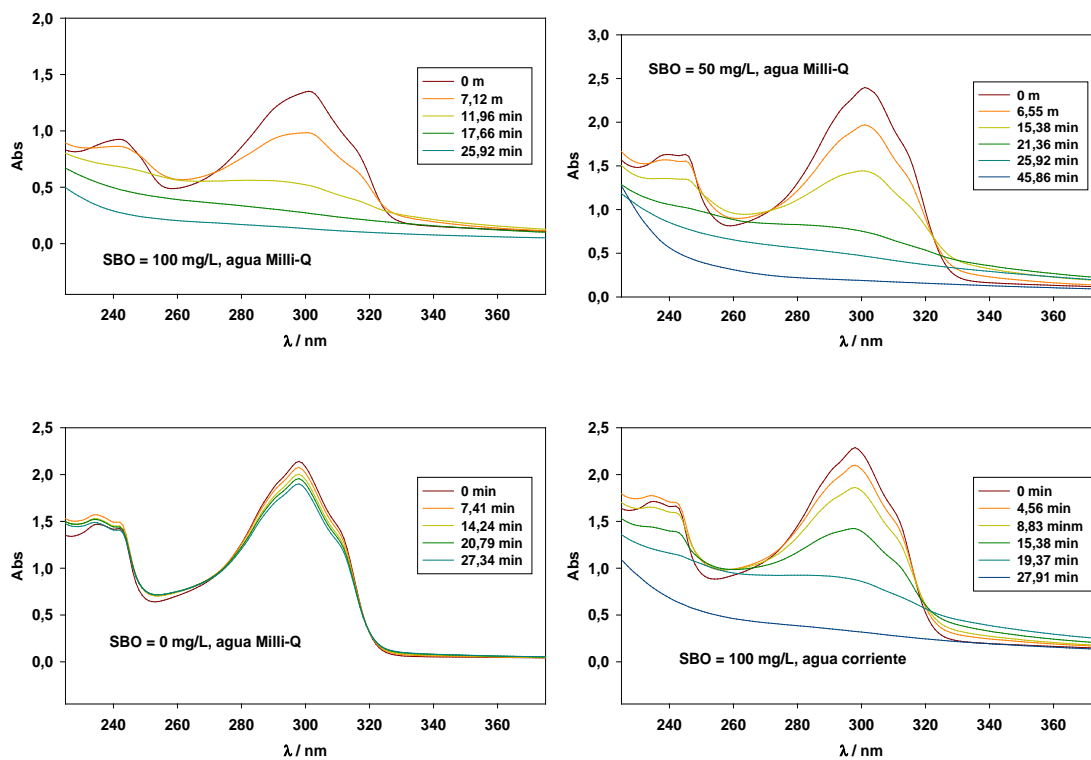 2,0
1,5
1,0
0,5
0,0
Abs
0 m
7,12 m
11,96 min
17,66 min
25,92 min
SBO = 100 mg/L, agua Milli-Q
240 260 280 300 320 340 360
λ / nm
3,0
2,5
2,0
1,5
1,0
0,5
0,0
Abs
SBO = 50 mg/L, agua Milli-Q
0 m
6,55 m
15,38 min
21,36 min
25,92 min
45,86 min
240 260 280 300 320 340 360
λ / nm
2,5
2,0
1,5
1,0
0,5
0,0
Abs
0 min
7,41 min
14,24 min
20,79 min
27,34 min
SBO = 0 mg/L, agua Milli-Q
240 260 280 300 320 340 360
λ / nm
2,5
2,0
1,5
1,0
0,5
0,0
Abs
0 min
4,56 min
8,83 minm
15,38 min
19,37 min
27,91 min
SBO = 100 mg/L, agua corriente
240 260 280 300 320 340 360
λ / nm